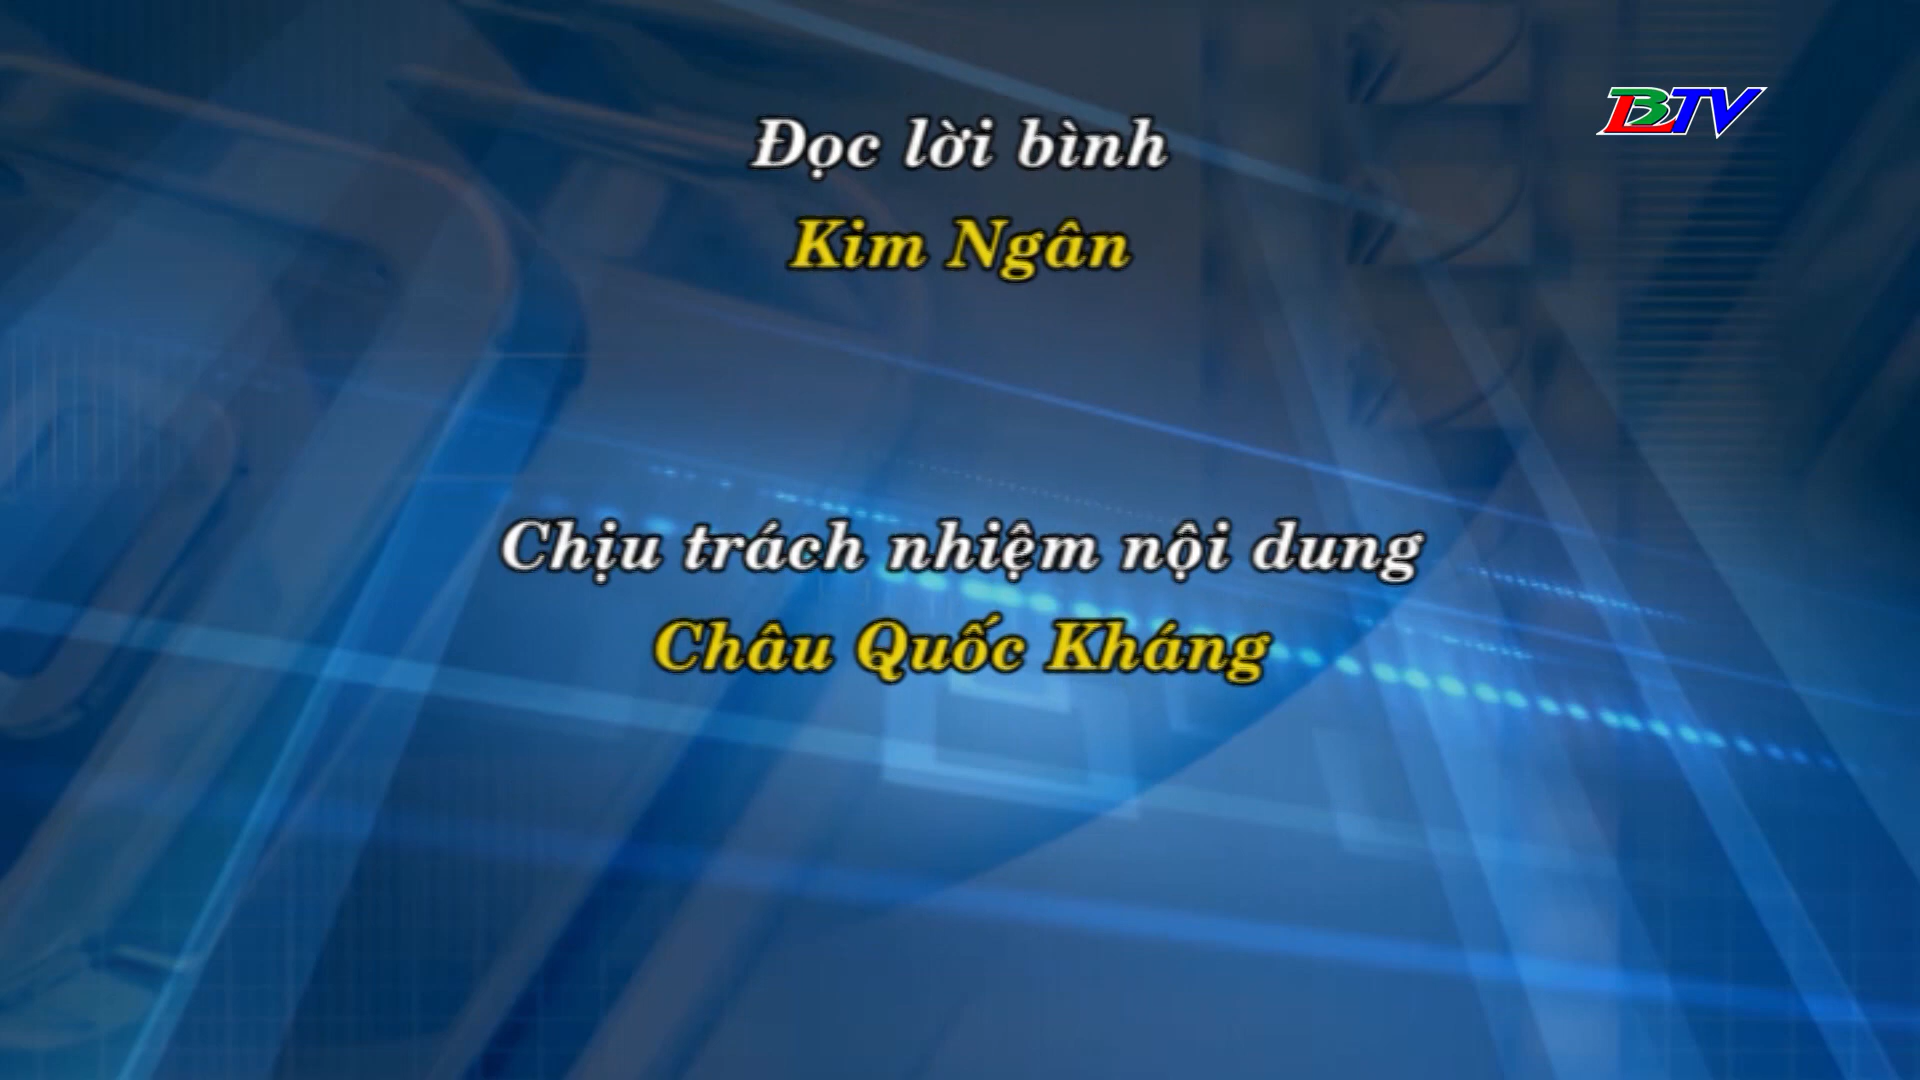 BTV
Đọc lời bình
Kim Ngân
Chịu trách nhiệm nội dung
Châu Quốc Kháng